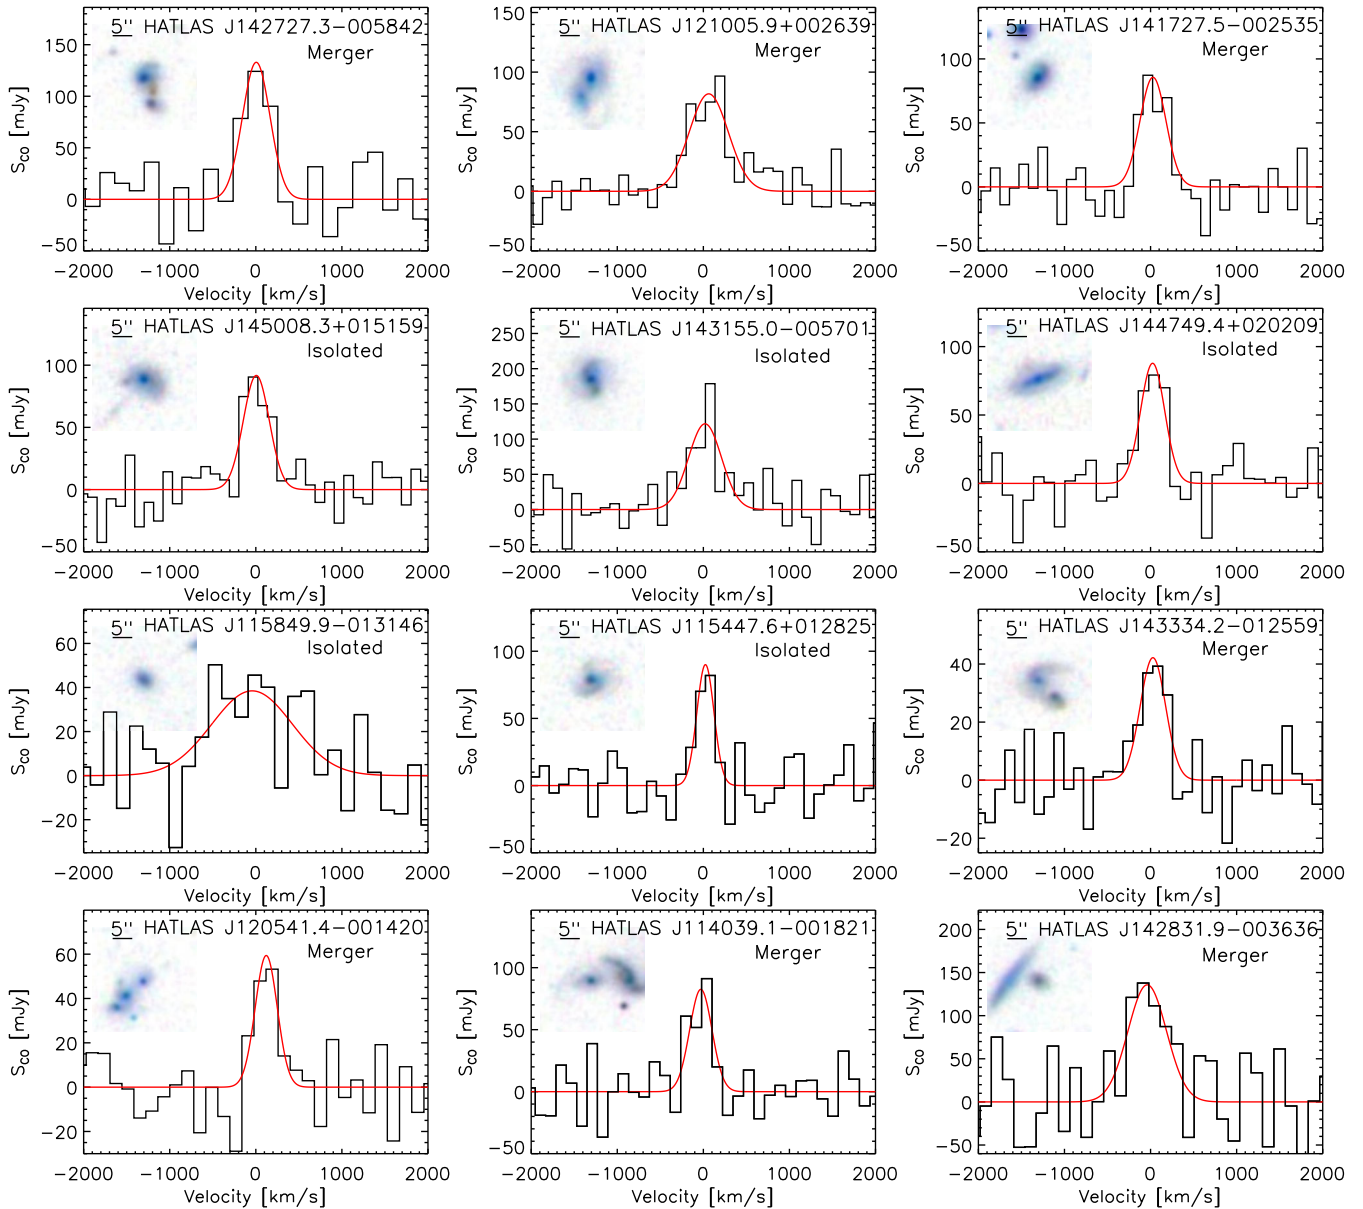 5" HATLAS J142727.3−005842
Merger
150
100
50
0
−50
S_CO [mJy]
−2000 −1000 0 1000 2000
Velocity [km/s]
5" HATLAS J121005.9+002639
Merger
150
100
50
0
−50
S_CO [mJy]
−2000 −1000 0 1000 2000
Velocity [km/s]
5" HATLAS J141727.5−002535
Merger
100
50
0
−50
S_CO [mJy]
−2000 −1000 0 1000 2000
Velocity [km/s]
5" HATLAS J145008.3+015159
Isolated
100
50
0
−50
S_CO [mJy]
−2000 −1000 0 1000 2000
Velocity [km/s]
5" HATLAS J143155.0−005701
Isolated
250
200
150
100
50
0
−50
S_CO [mJy]
−2000 −1000 0 1000 2000
Velocity [km/s]
5" HATLAS J144749.4+020209
Isolated
100
50
0
−50
S_CO [mJy]
−2000 −1000 0 1000 2000
Velocity [km/s]
5" HATLAS J115849.9−013146
Isolated
60
40
20
0
−20
S_CO [mJy]
−2000 −1000 0 1000 2000
Velocity [km/s]
5" HATLAS J115447.6+012825
Isolated
100
50
0
−50
S_CO [mJy]
−2000 −1000 0 1000 2000
Velocity [km/s]
5" HATLAS J143334.2−012559
Merger
40
20
0
−20
S_CO [mJy]
−2000 −1000 0 1000 2000
Velocity [km/s]
5" HATLAS J120541.4−001420
Merger
60
40
20
0
−20
S_CO [mJy]
−2000 −1000 0 1000 2000
Velocity [km/s]
5" HATLAS J114039.1−001821
Merger
100
50
0
−50
S_CO [mJy]
−2000 −1000 0 1000 2000
Velocity [km/s]
5" HATLAS J142831.9−003636
Merger
200
150
100
50
0
−50
S_CO [mJy]
−2000 −1000 0 1000 2000
Velocity [km/s]